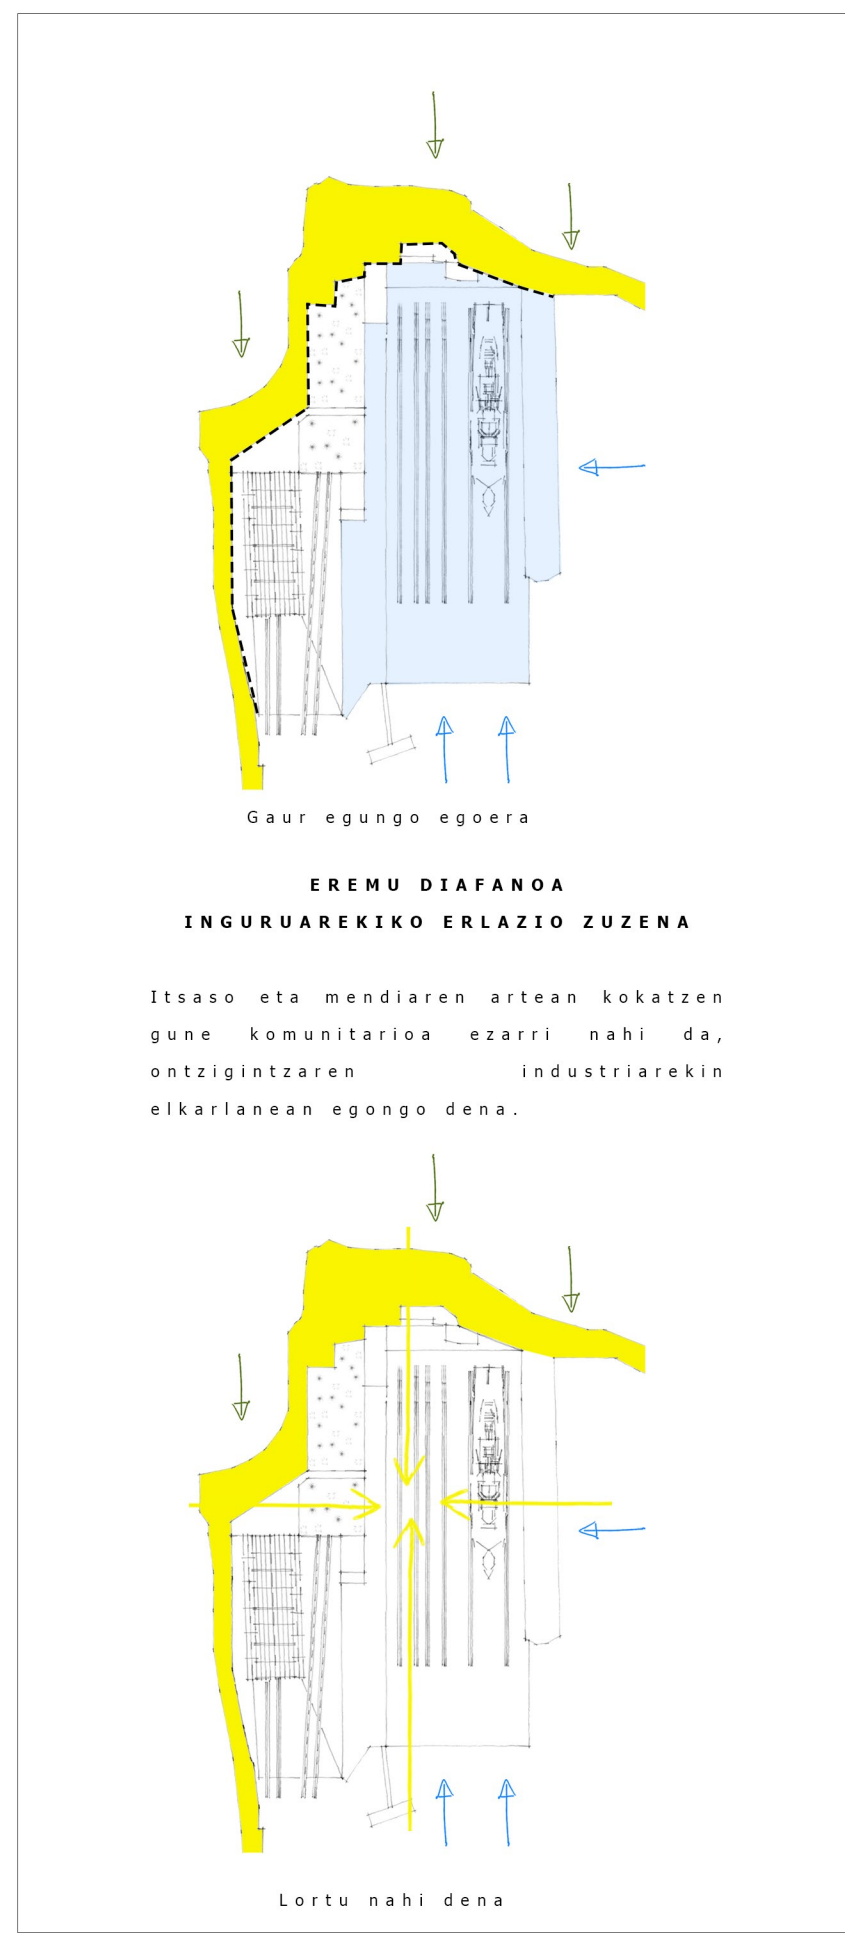 Gaur egungo egoera
EREMU DIAFANOA
INGURUAREKIKO ERLAZIO ZUZENA
Itsaso eta mendiaren artean kokatzen
gune komunitarioa ezarri nahi da,
ontzigintzaren industriarekin
elkarlanean egongo dena.
Lortu nahi dena